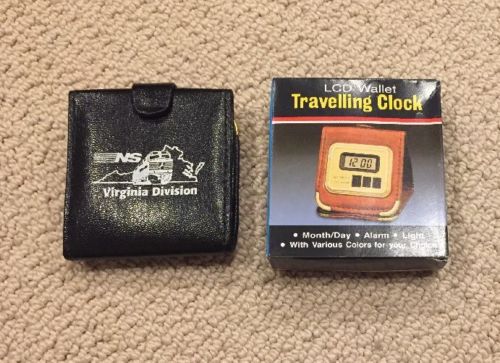 NS
Virginia Division
LCD Wallet
Travelling Clock
12:00
• Month/Day • Alarm • Light
• With Various Colors for your Choice